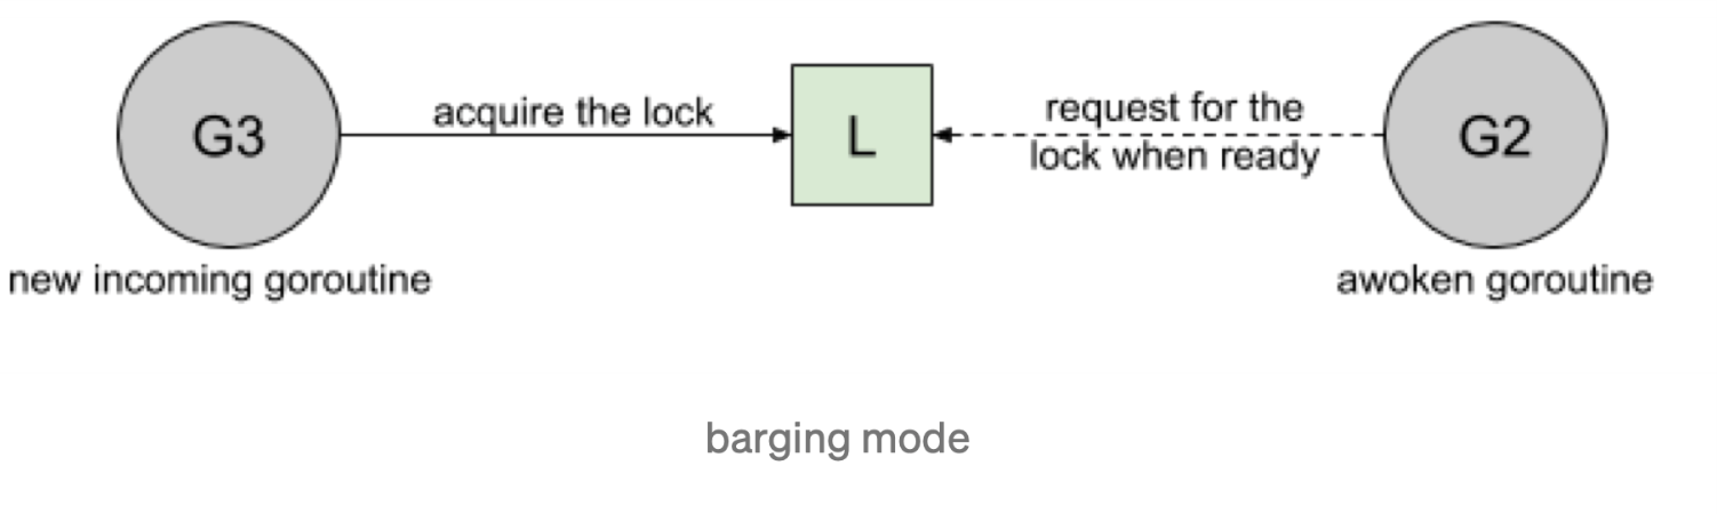 G3
acquire the lock
L
request for the
lock when ready
G2
new incoming goroutine
awoken goroutine
barging mode